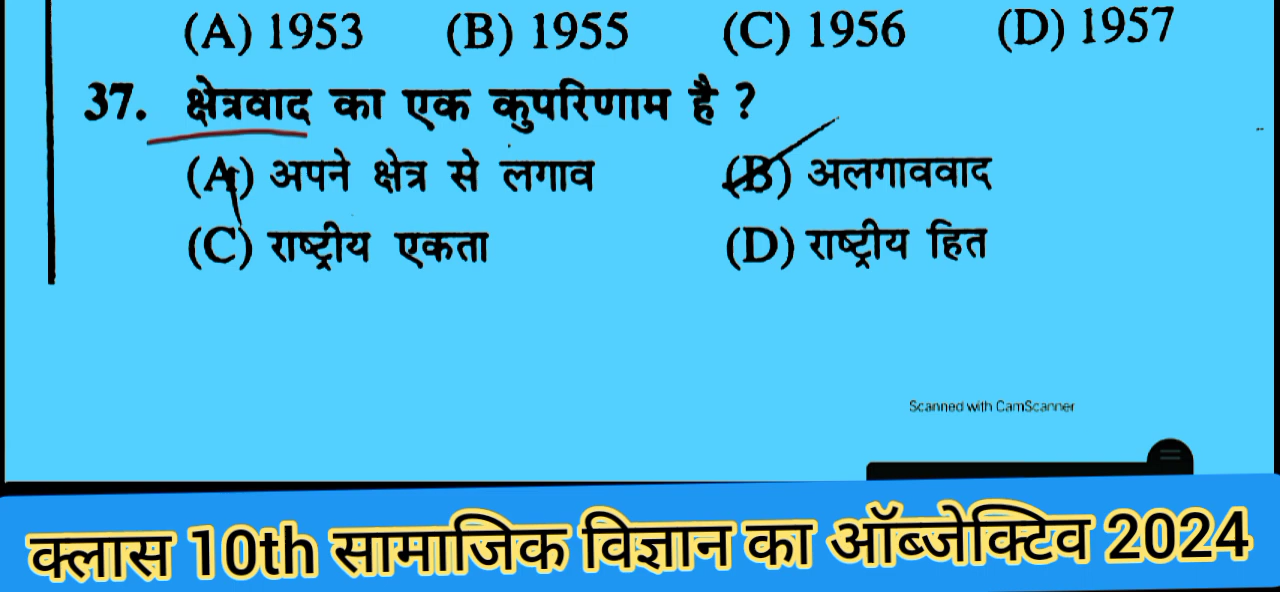 (A) 1953 (B) 1955 (C) 1956 (D) 1957
37. क्षेत्रवाद का एक कुपरिणाम है ?
(A) अपने क्षेत्र से लगाव (B) अलगाववाद
(C) राष्ट्रीय एकता (D) राष्ट्रीय हित
Scanned with CamScanner
क्लास 10th सामाजिक विज्ञान का ऑब्जेक्टिव 2024